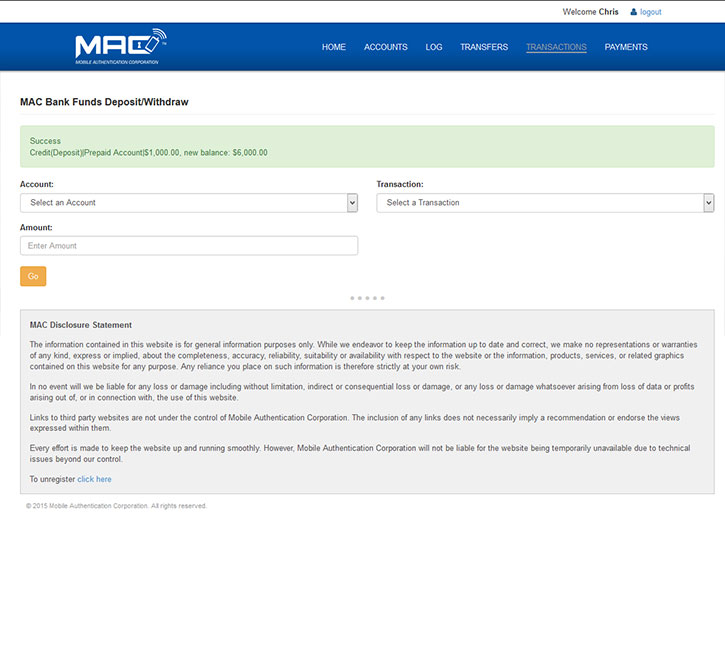 Welcome Chris logout
MAC TM
MOBILE AUTHENTICATION CORPORATION
HOME ACCOUNTS LOG TRANSFERS TRANSACTIONS PAYMENTS
MAC Bank Funds Deposit/Withdraw
Success
Credit(Deposit)|Prepaid Account|$1,000.00, new balance: $6,000.00
Account: Transaction:
Select an Account Select a Transaction
Amount:
Enter Amount
Go
MAC Disclosure Statement
The information contained in this website is for general information purposes only. While we endeavor to keep the information up to date and correct, we make no representations or warranties
of any kind, express or implied, about the completeness, accuracy, reliability, suitability or availability with respect to the website or the information, products, services, or related graphics
contained on this website for any purpose. Any reliance you place on such information is therefore strictly at your own risk.
In no event will we be liable for any loss or damage including without limitation, indirect or consequential loss or damage, or any loss or damage whatsoever arising from loss of data or profits
arising out of, or in connection with, the use of this website.
Links to third party websites are not under the control of Mobile Authentication Corporation. The inclusion of any links does not necessarily imply a recommendation or endorse the views
expressed within them.
Every effort is made to keep the website up and running smoothly. However, Mobile Authentication Corporation will not be liable for the website being temporarily unavailable due to technical
issues beyond our control.
To unregister click here
© 2015 Mobile Authentication Corporation. All rights reserved.